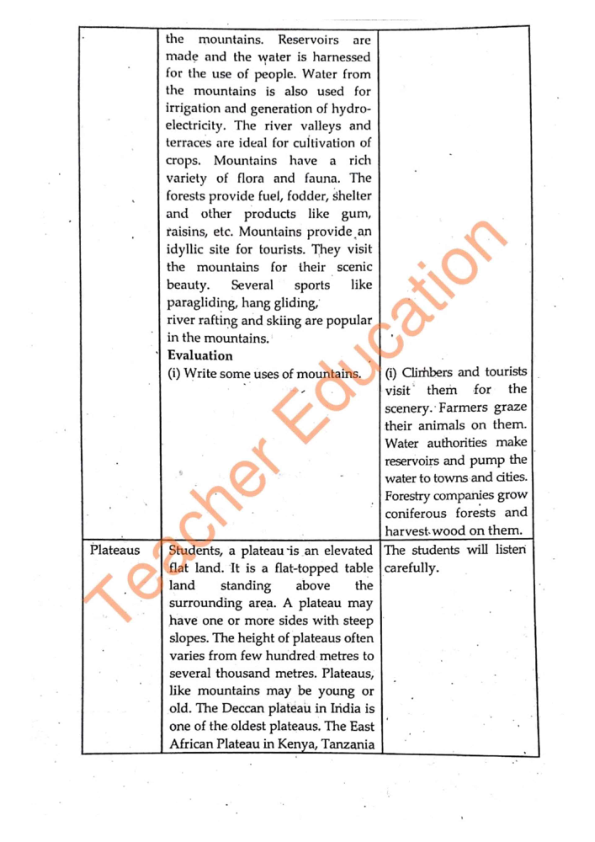 the mountains. Reservoirs are
made and the water is harnessed
for the use of people. Water from
the mountains is also used for
irrigation and generation of hydro-
electricity. The river valleys and
terraces are ideal for cultivation of
crops. Mountains have a rich
variety of flora and fauna. The
forests provide fuel, fodder, shelter
and other products like gum,
raisins, etc. Mountains provide an
idyllic site for tourists. They visit
the mountains for their scenic
beauty. Several sports like
paragliding, hang gliding,
river rafting and skiing are popular
in the mountains.
Evaluation
(i) Write some uses of mountains.
(i) Climbers and tourists
visit them for the
scenery. Farmers graze
their animals on them.
Water authorities make
reservoirs and pump the
water to towns and cities.
Forestry companies grow
coniferous forests and
harvest wood on them.
Plateaus
Students, a plateau is an elevated
flat land. It is a flat-topped table
land standing above the
surrounding area. A plateau may
have one or more sides with steep
slopes. The height of plateaus often
varies from few hundred metres to
several thousand metres. Plateaus,
like mountains may be young or
old. The Deccan plateau in India is
one of the oldest plateaus. The East
African Plateau in Kenya, Tanzania
The students will listen
carefully.
Teacher Education